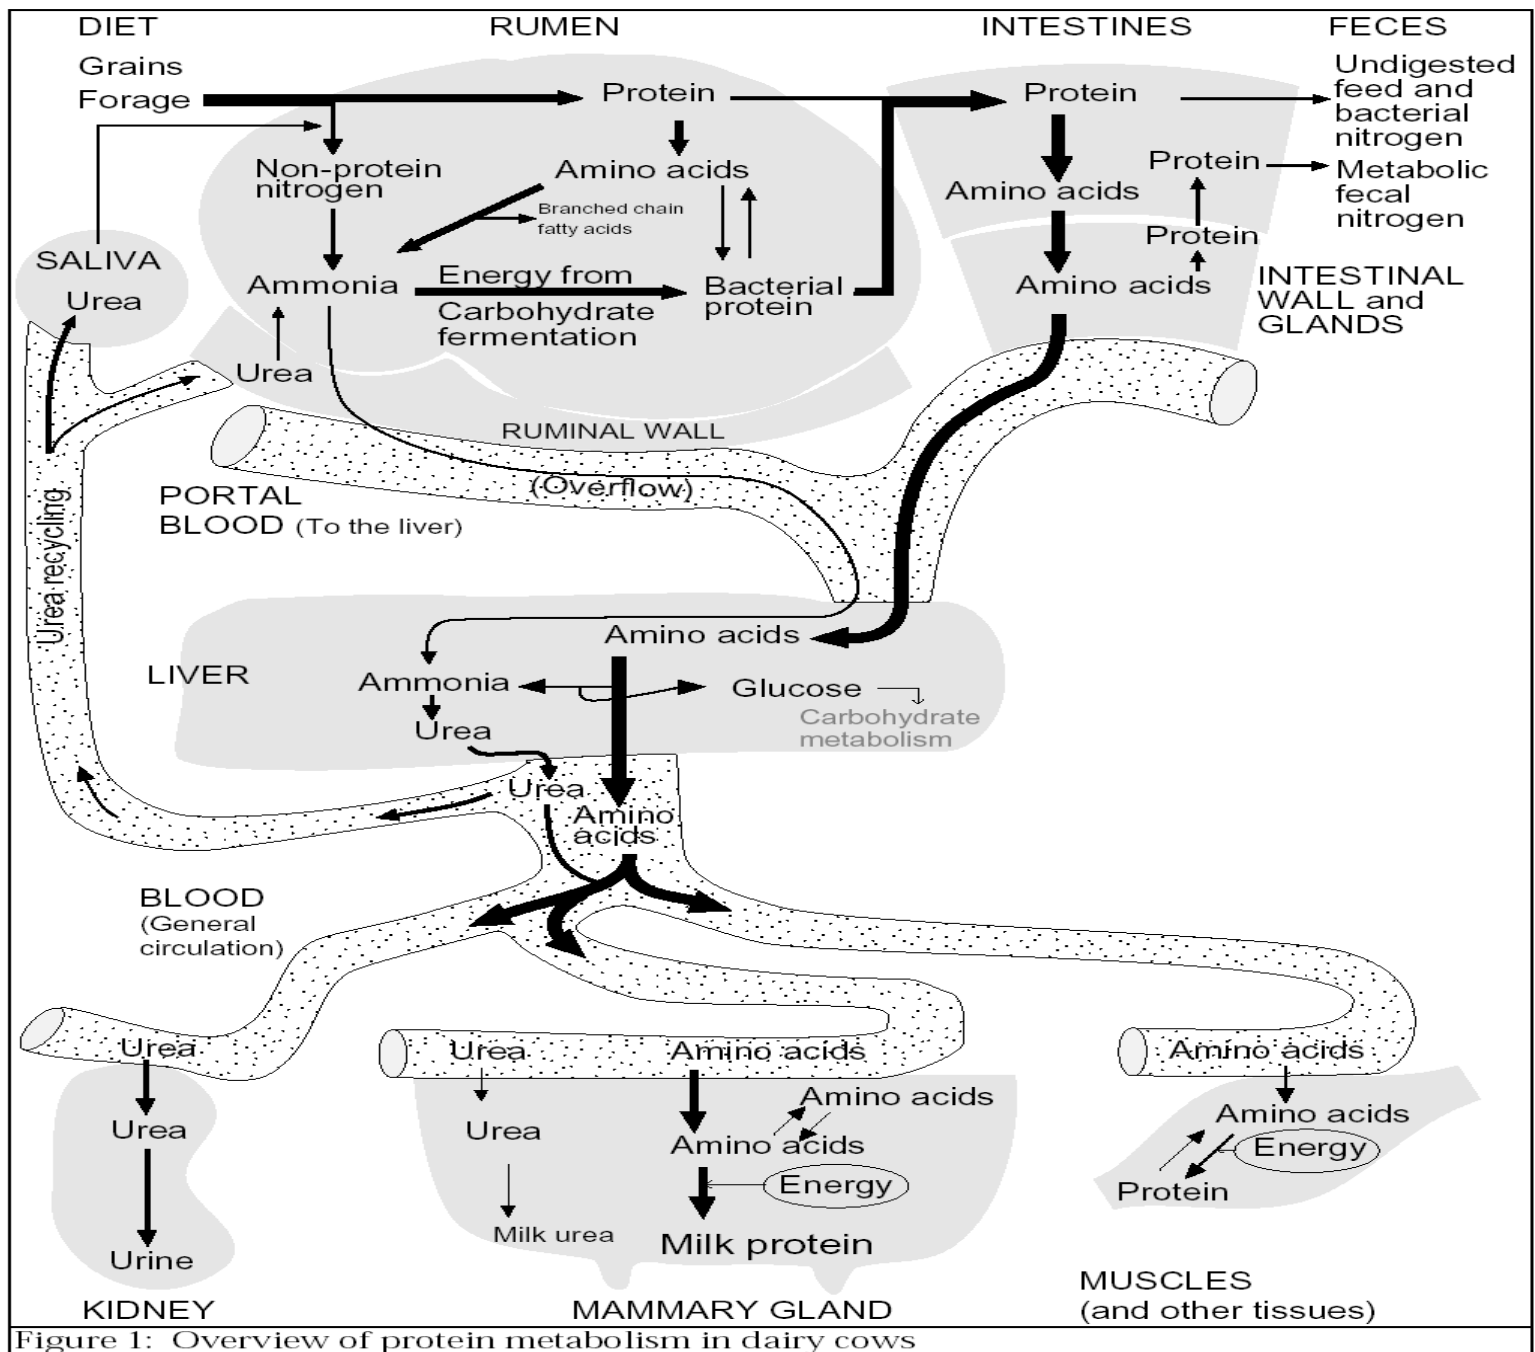 DIET
RUMEN
INTESTINES
FECES
Grains
Forage
Protein
Protein
Undigested
feed and
bacterial
nitrogen
Non-protein
nitrogen
Amino acids
Protein
Metabolic
fecal
nitrogen
Amino acids
Branched chain
fatty acids
Protein
SALIVA
Urea
Ammonia
Energy from
Carbohydrate
fermentation
Bacterial
protein
Amino acids
INTESTINAL
WALL and
GLANDS
Urea
RUMINAL WALL
(Overflow)
PORTAL
BLOOD (To the liver)
Urea recycling
Amino acids
LIVER
Ammonia
Glucose
Carbohydrate
metabolism
Urea
Urea
Amino
acids
BLOOD
(General
circulation)
Urea
Urea
Amino acids
Amino acids
Urea
Urea
Amino acids
Amino acids
Amino acids
Energy
Energy
Protein
Urine
Milk urea
Milk protein
KIDNEY
MAMMARY GLAND
MUSCLES
(and other tissues)
Figure 1: Overview of protein metabolism in dairy cows